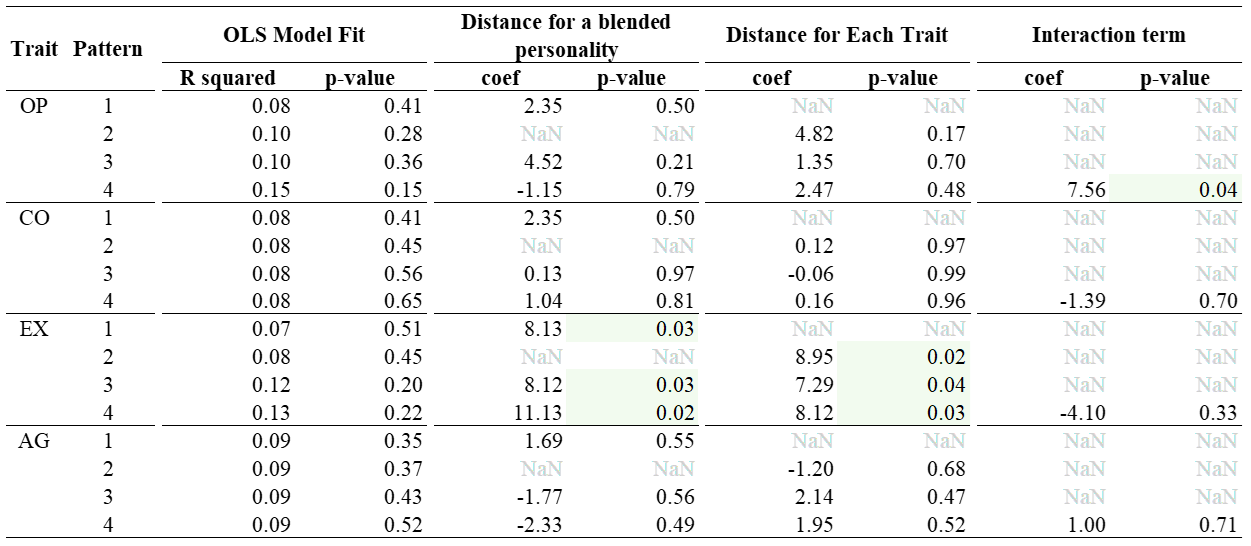 Trait Pattern OLS Model Fit Distance for a blended personality Distance for Each Trait Interaction term
R squared p-value coef p-value coef p-value coef p-value
OP 1 0.08 0.41 2.35 0.50 NaN NaN NaN NaN
2 0.10 0.28 NaN NaN 4.82 0.17 NaN NaN
3 0.10 0.36 4.52 0.21 1.35 0.70 NaN NaN
4 0.15 0.15 -1.15 0.79 2.47 0.48 7.56 0.04
CO 1 0.08 0.41 2.35 0.50 NaN NaN NaN NaN
2 0.08 0.45 NaN NaN 0.12 0.97 NaN NaN
3 0.08 0.56 0.13 0.97 -0.06 0.99 NaN NaN
4 0.08 0.65 1.04 0.81 0.16 0.96 -1.39 0.70
EX 1 0.07 0.51 8.13 0.03 NaN NaN NaN NaN
2 0.08 0.45 NaN NaN 8.95 0.02 NaN NaN
3 0.12 0.20 8.12 0.03 7.29 0.04 NaN NaN
4 0.13 0.22 11.13 0.02 8.12 0.03 -4.10 0.33
AG 1 0.09 0.35 1.69 0.55 NaN NaN NaN NaN
2 0.09 0.37 NaN NaN -1.20 0.68 NaN NaN
3 0.09 0.43 -1.77 0.56 2.14 0.47 NaN NaN
4 0.09 0.52 -2.33 0.49 1.95 0.52 1.00 0.71